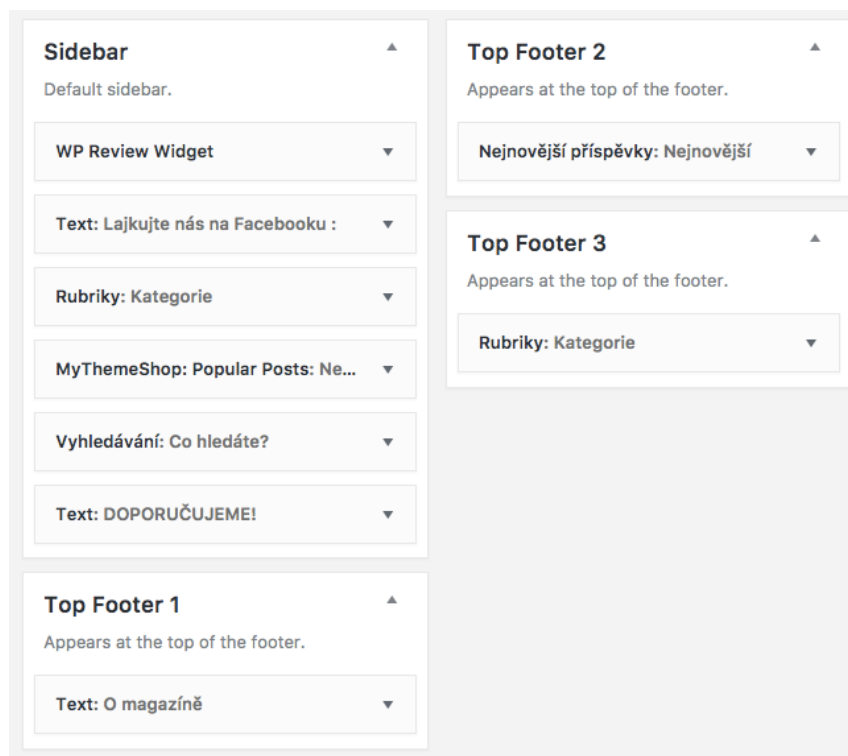 Sidebar
Default sidebar.
WP Review Widget
Text: Lajkujte nás na Facebooku :
Rubriky: Kategorie
MyThemeShop: Popular Posts: Ne...
Vyhledávání: Co hledáte?
Text: DOPORUČUJEME!
Top Footer 1
Appears at the top of the footer.
Text: O magazíně
Top Footer 2
Appears at the top of the footer.
Nejnovější příspěvky: Nejnovější
Top Footer 3
Appears at the top of the footer.
Rubriky: Kategorie